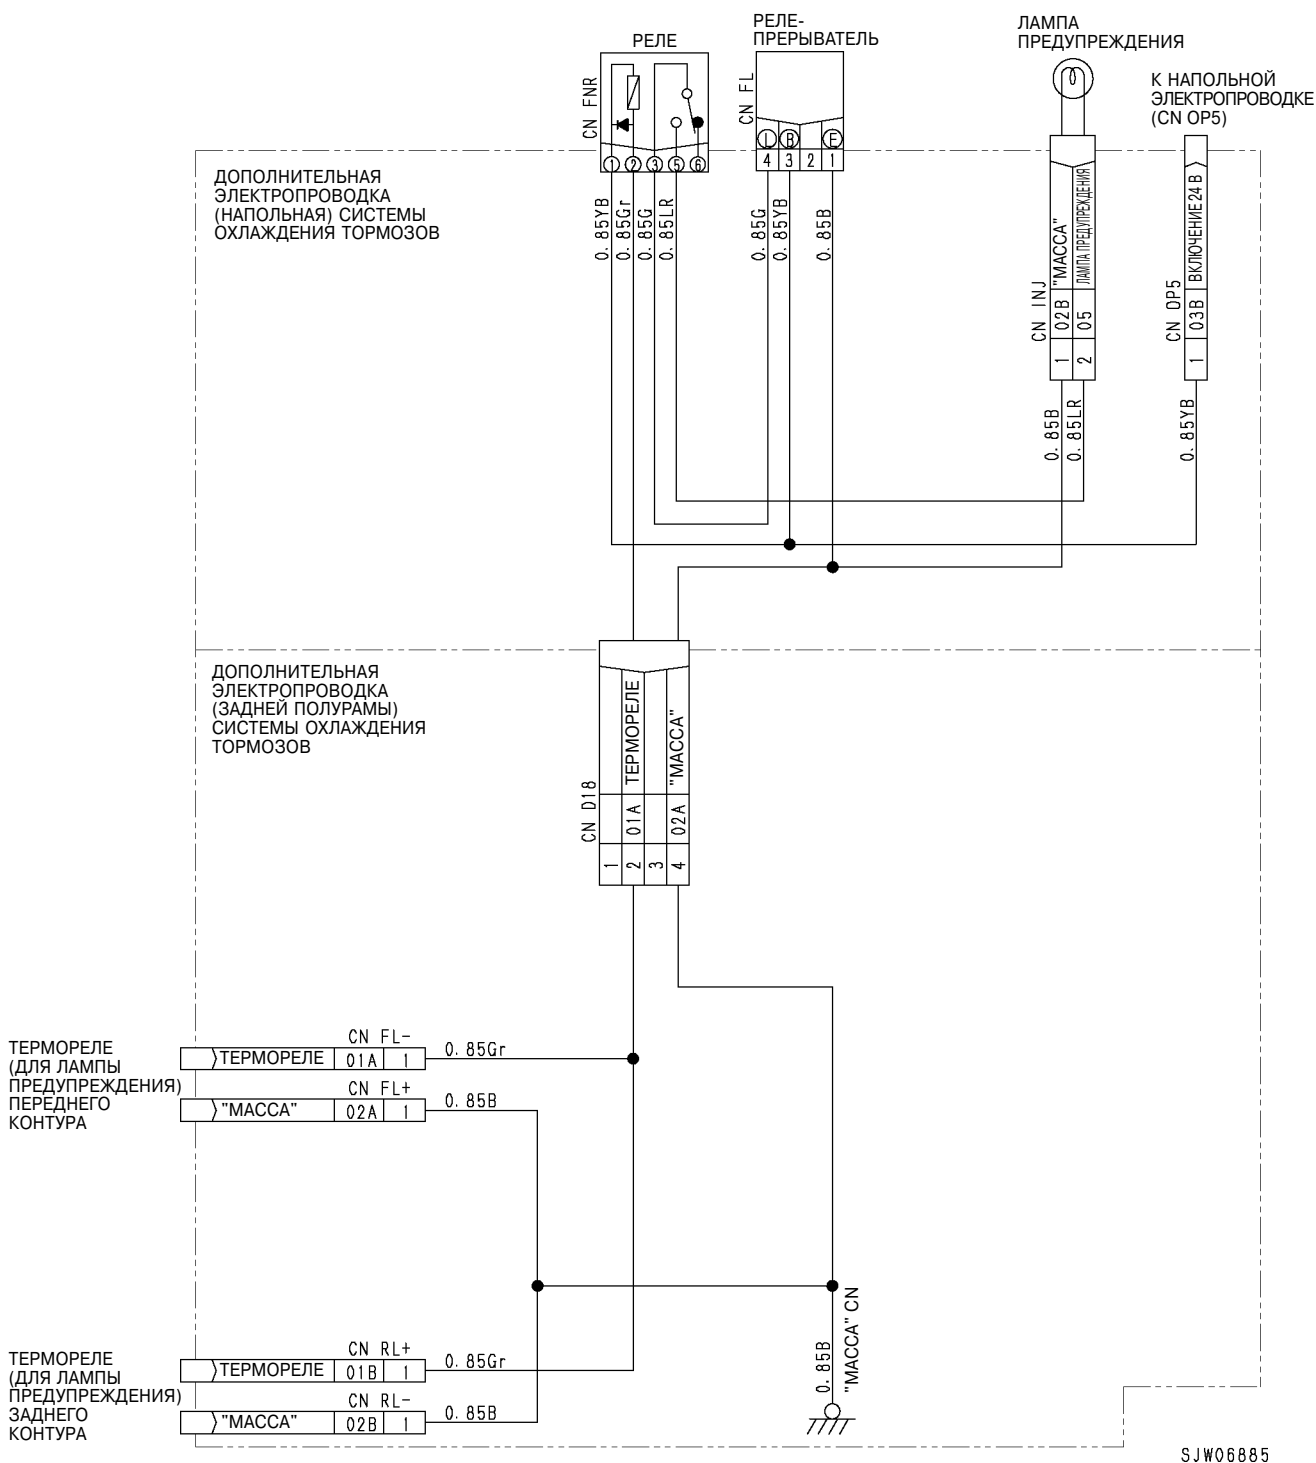 РЕЛЕ
РЕЛЕ-
ПРЕРЫВАТЕЛЬ
ЛАМПА
ПРЕДУПРЕЖДЕНИЯ
К НАПОЛЬНОЙ
ЭЛЕКТРОПРОВОДКЕ
(CN OP5)
CN FNR
CN FL
L B E
1 2 3 5 6
4 3 2 1
ДОПОЛНИТЕЛЬНАЯ
ЭЛЕКТРОПРОВОДКА
(НАПОЛЬНАЯ) СИСТЕМЫ
ОХЛАЖДЕНИЯ ТОРМОЗОВ
0.85YB
0.85Gr
0.85G
0.85LR
0.85G
0.85YB
0.85B
CN INJ
1 02B "МАССА"
2 05 ЛАМПА ПРЕДУПРЕЖДЕНИЯ
CN OP5
1 03B ВКЛЮЧЕНИЕ 24 В
0.85B
0.85LR
0.85YB
ДОПОЛНИТЕЛЬНАЯ
ЭЛЕКТРОПРОВОДКА
(ЗАДНЕЙ ПОЛУРАМЫ)
СИСТЕМЫ ОХЛАЖДЕНИЯ
ТОРМОЗОВ
CN D18
1
2 01A ТЕРМОРЕЛЕ
3
4 02A "МАССА"
ТЕРМОРЕЛЕ
(ДЛЯ ЛАМПЫ
ПРЕДУПРЕЖДЕНИЯ)
ПЕРЕДНЕГО
КОНТУРА
CN FL-
ТЕРМОРЕЛЕ 01A 1
0.85Gr
CN FL+
"МАССА" 02A 1
0.85B
ТЕРМОРЕЛЕ
(ДЛЯ ЛАМПЫ
ПРЕДУПРЕЖДЕНИЯ)
ЗАДНЕГО
КОНТУРА
CN RL+
ТЕРМОРЕЛЕ 01B 1
0.85Gr
CN RL-
"МАССА" 02B 1
0.85B
0.85B
"МАССА" CN
SJW06885